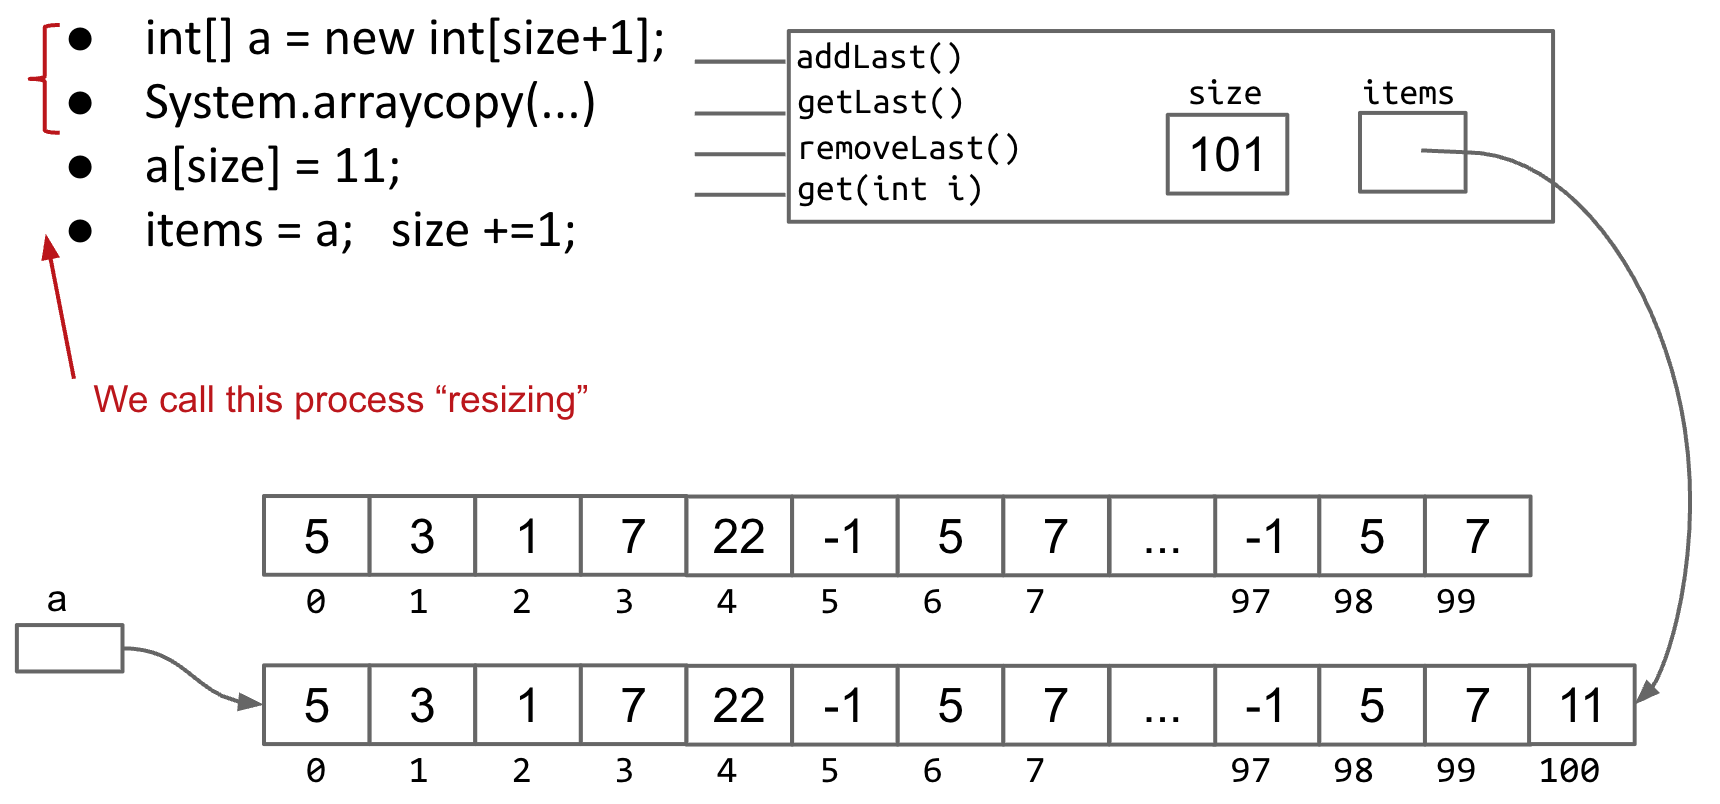 ● int[] a = new int[size+1];
● System.arraycopy(...)
● a[size] = 11;
● items = a;   size +=1;
We call this process “resizing”
addLast()
getLast()
removeLast()
get(int i)
size
101
items
5 3 1 7 22 -1 5 7 ... -1 5 7
0 1 2 3 4 5 6 7 97 98 99
a
5 3 1 7 22 -1 5 7 ... -1 5 7 11
0 1 2 3 4 5 6 7 97 98 99 100